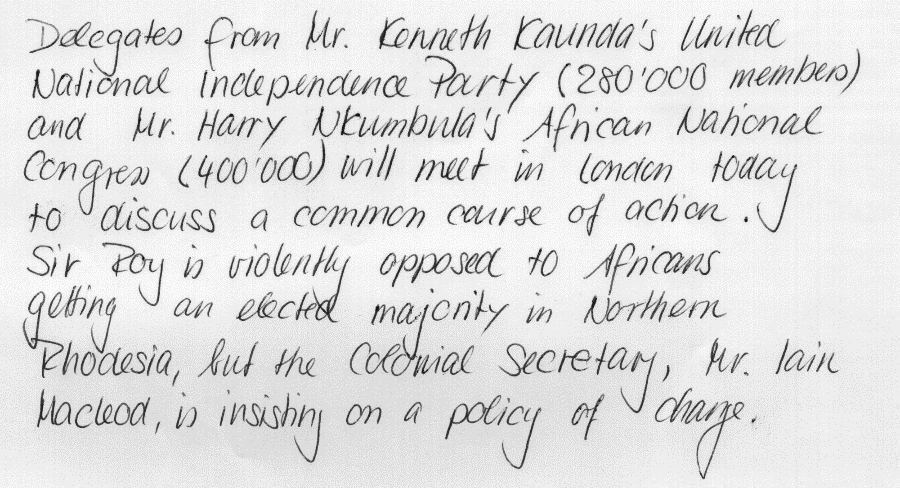 Delegates from Mr. Kenneth Kaunda's United
National Independence Party (280'000 members)
and Mr. Harry Nkumbula's African National
Congress (400'000) will meet in London today
to discuss a common course of action.
Sir Roy is violently opposed to Africans
getting an elected majority in Northern
Rhodesia, but the Colonial Secretary, Mr. Iain
Macleod, is insisting on a policy of change.